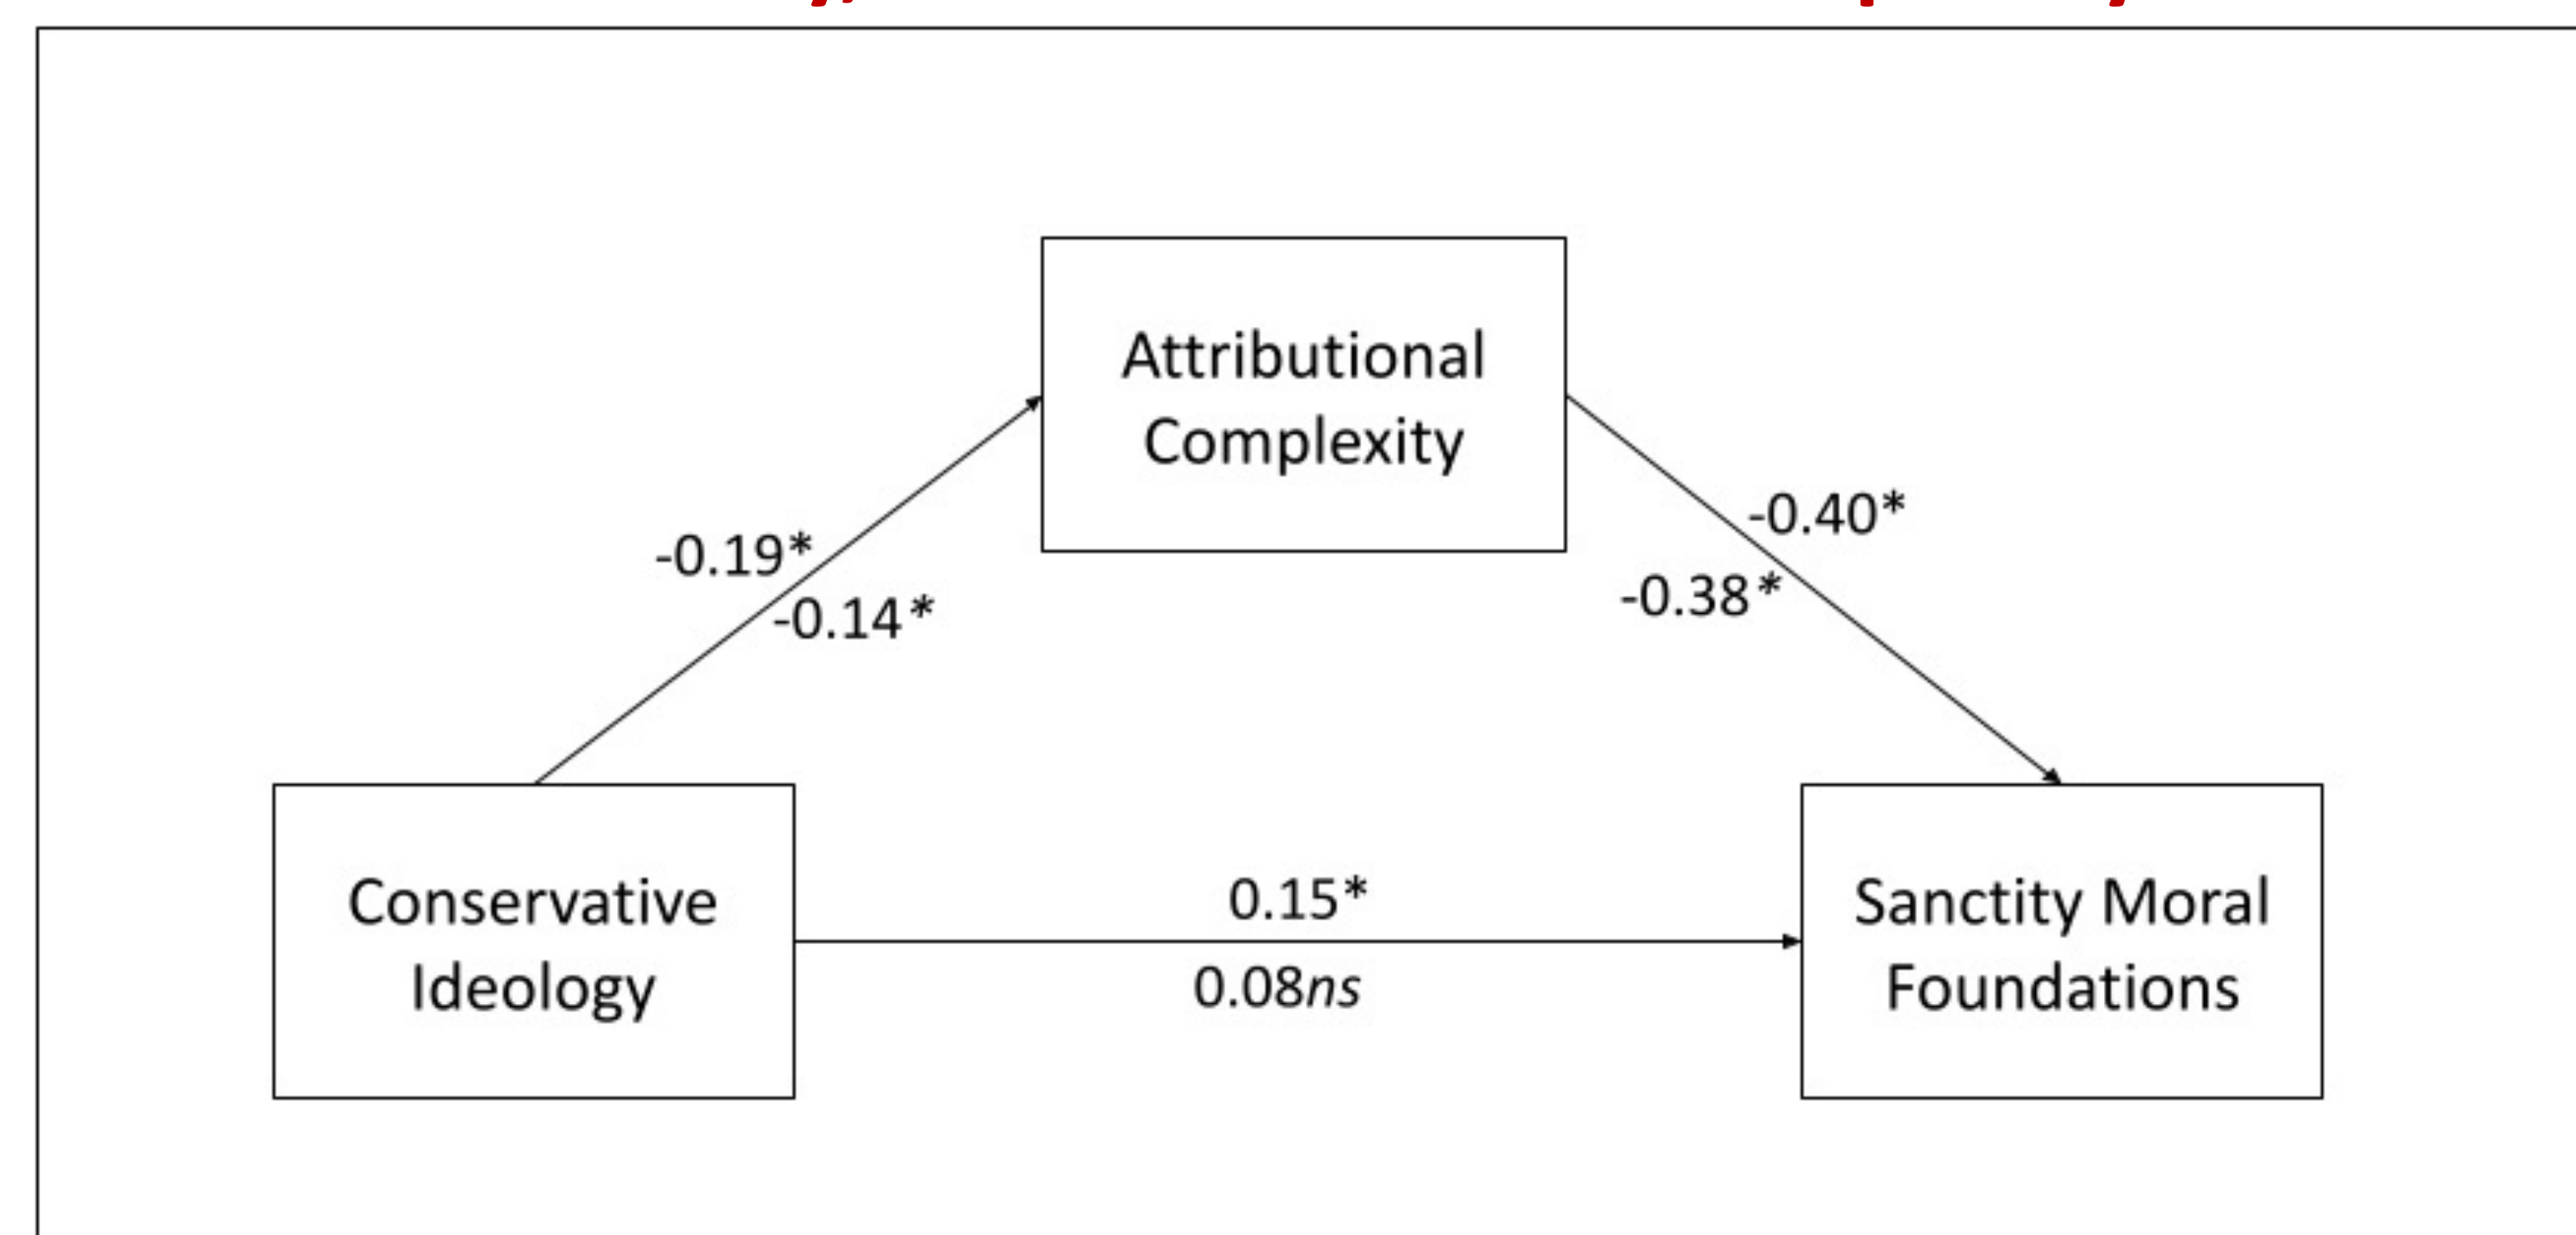 Attributional
Complexity
-0.19*
-0.14*
-0.40*
-0.38*
Conservative
Ideology
0.15*
0.08ns
Sanctity Moral
Foundations